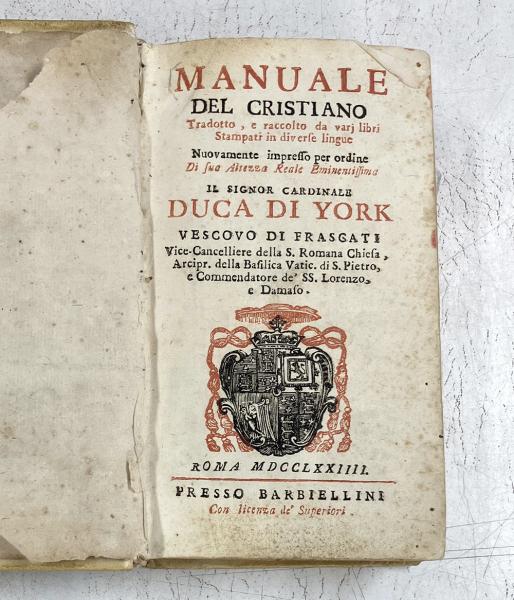 MANUALE
DEL CRISTIANO
Tradotto, e raccolto da varj libri
Stampati in diverſe lingue
Nuovamente impreſſo per ordine
Di ſua Altezza Reale Eminentiſſima
IL SIGNOR CARDINALE
DUCA DI YORK
VESCOVO DI FRASCATI
Vice-Cancelliere della S. Romana Chieſa,
Arcipr. della Baſilica Vatic. di S. Pietro,
e Commendatore de' SS. Lorenzo,
e Damaſo.
ROMA MDCCLXXIIII.
PRESSO BARBIELLINI
Con licenza de' Superiori.